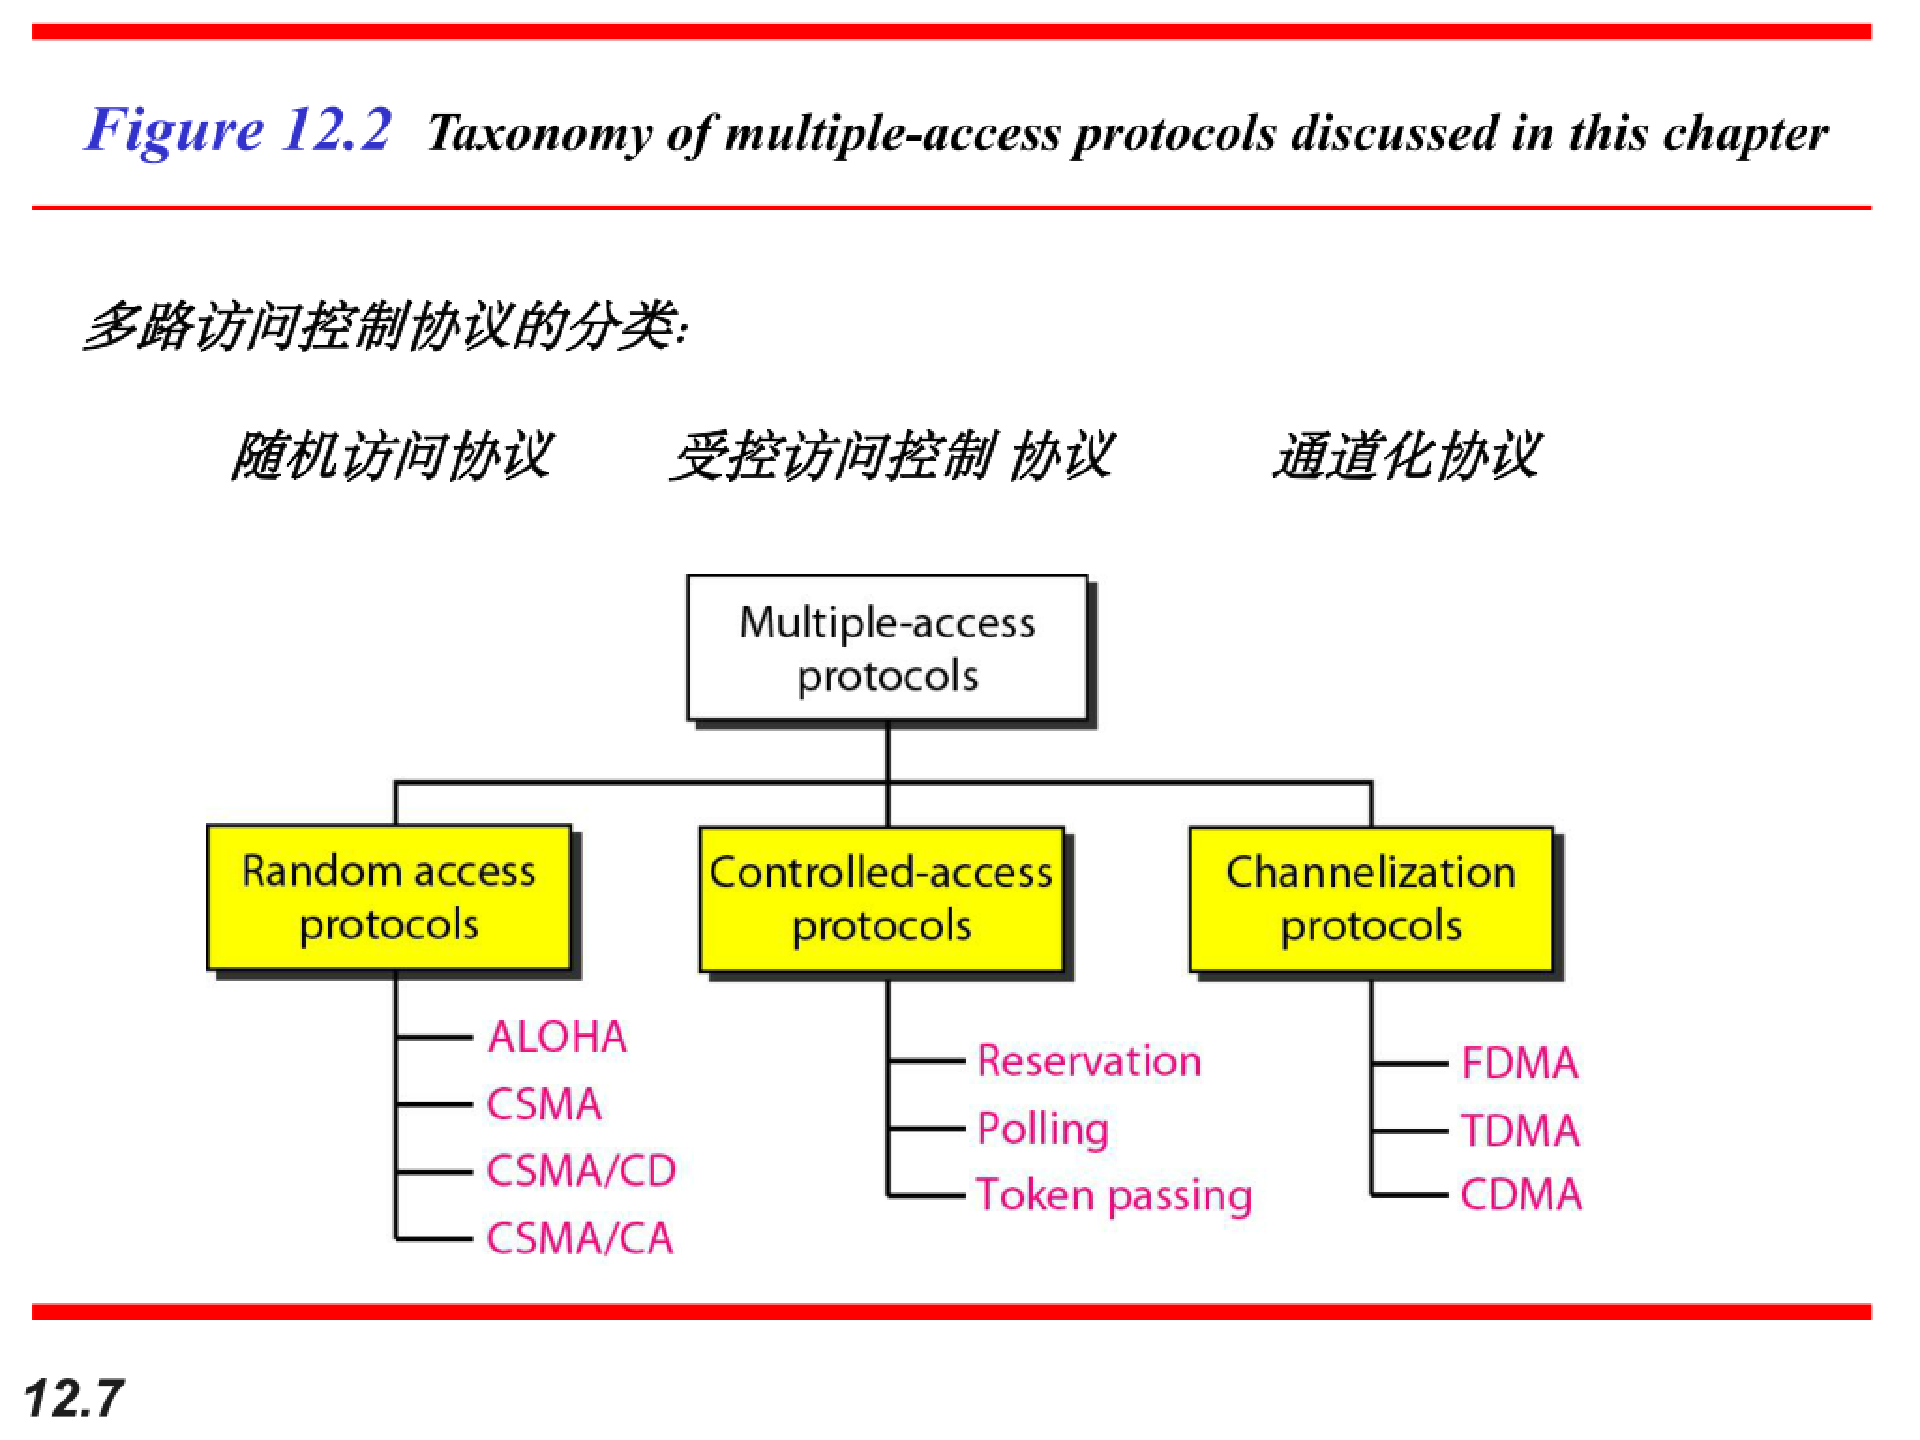 Figure 12.2 Taxonomy of multiple-access protocols discussed in this chapter
多路访问控制协议的分类：
随机访问协议 受控访问控制 协议 通道化协议
Multiple-access
protocols
Random access
protocols
Controlled-access
protocols
Channelization
protocols
ALOHA
CSMA
CSMA/CD
CSMA/CA
Reservation
Polling
Token passing
FDMA
TDMA
CDMA
12.7